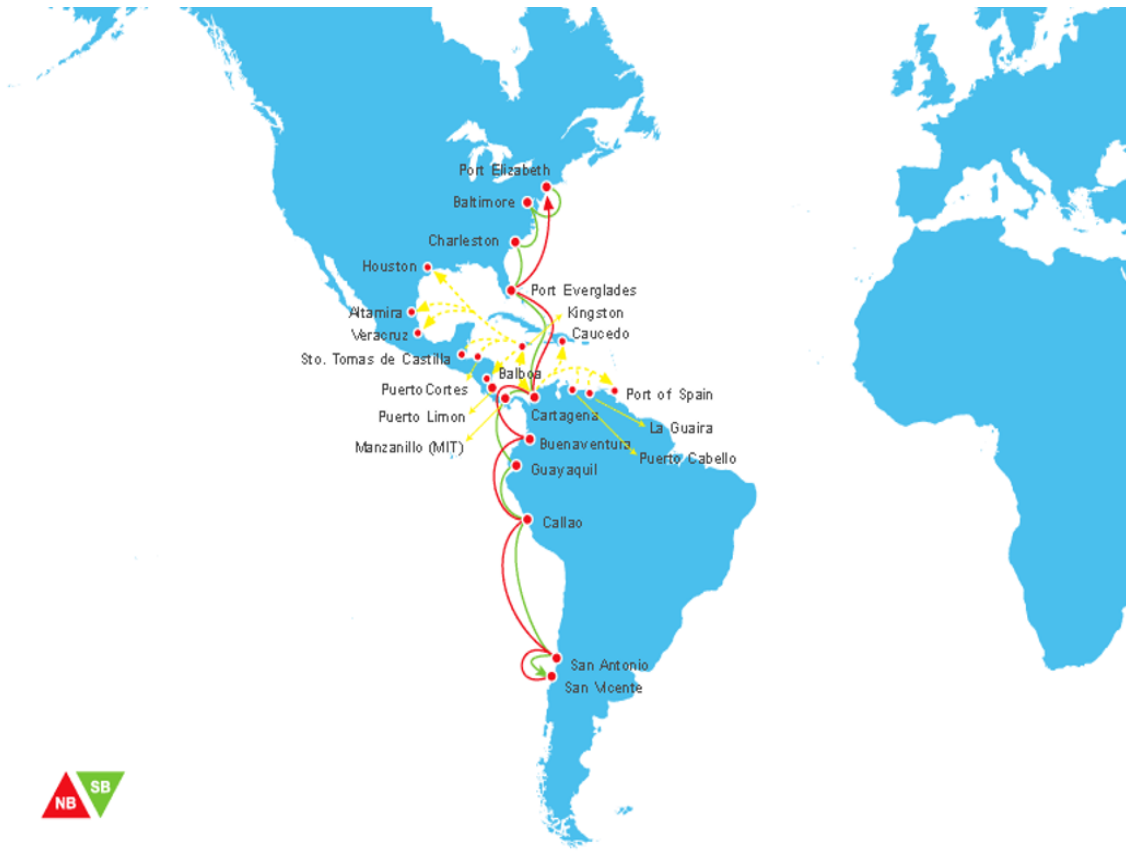 Port Elizabeth
Baltimore
Charleston
Houston
Port Everglades
Altamira
Kingston
Veracruz
Caucedo
Sto. Tomas de Castilla
Balboa
Puerto Cortes
Port of Spain
Puerto Limon
Cartagena
La Guaira
Manzanillo (MIT)
Buenaventura
Puerto Cabello
Guayaquil
Callao
San Antonio
San Vicente
SB
NB